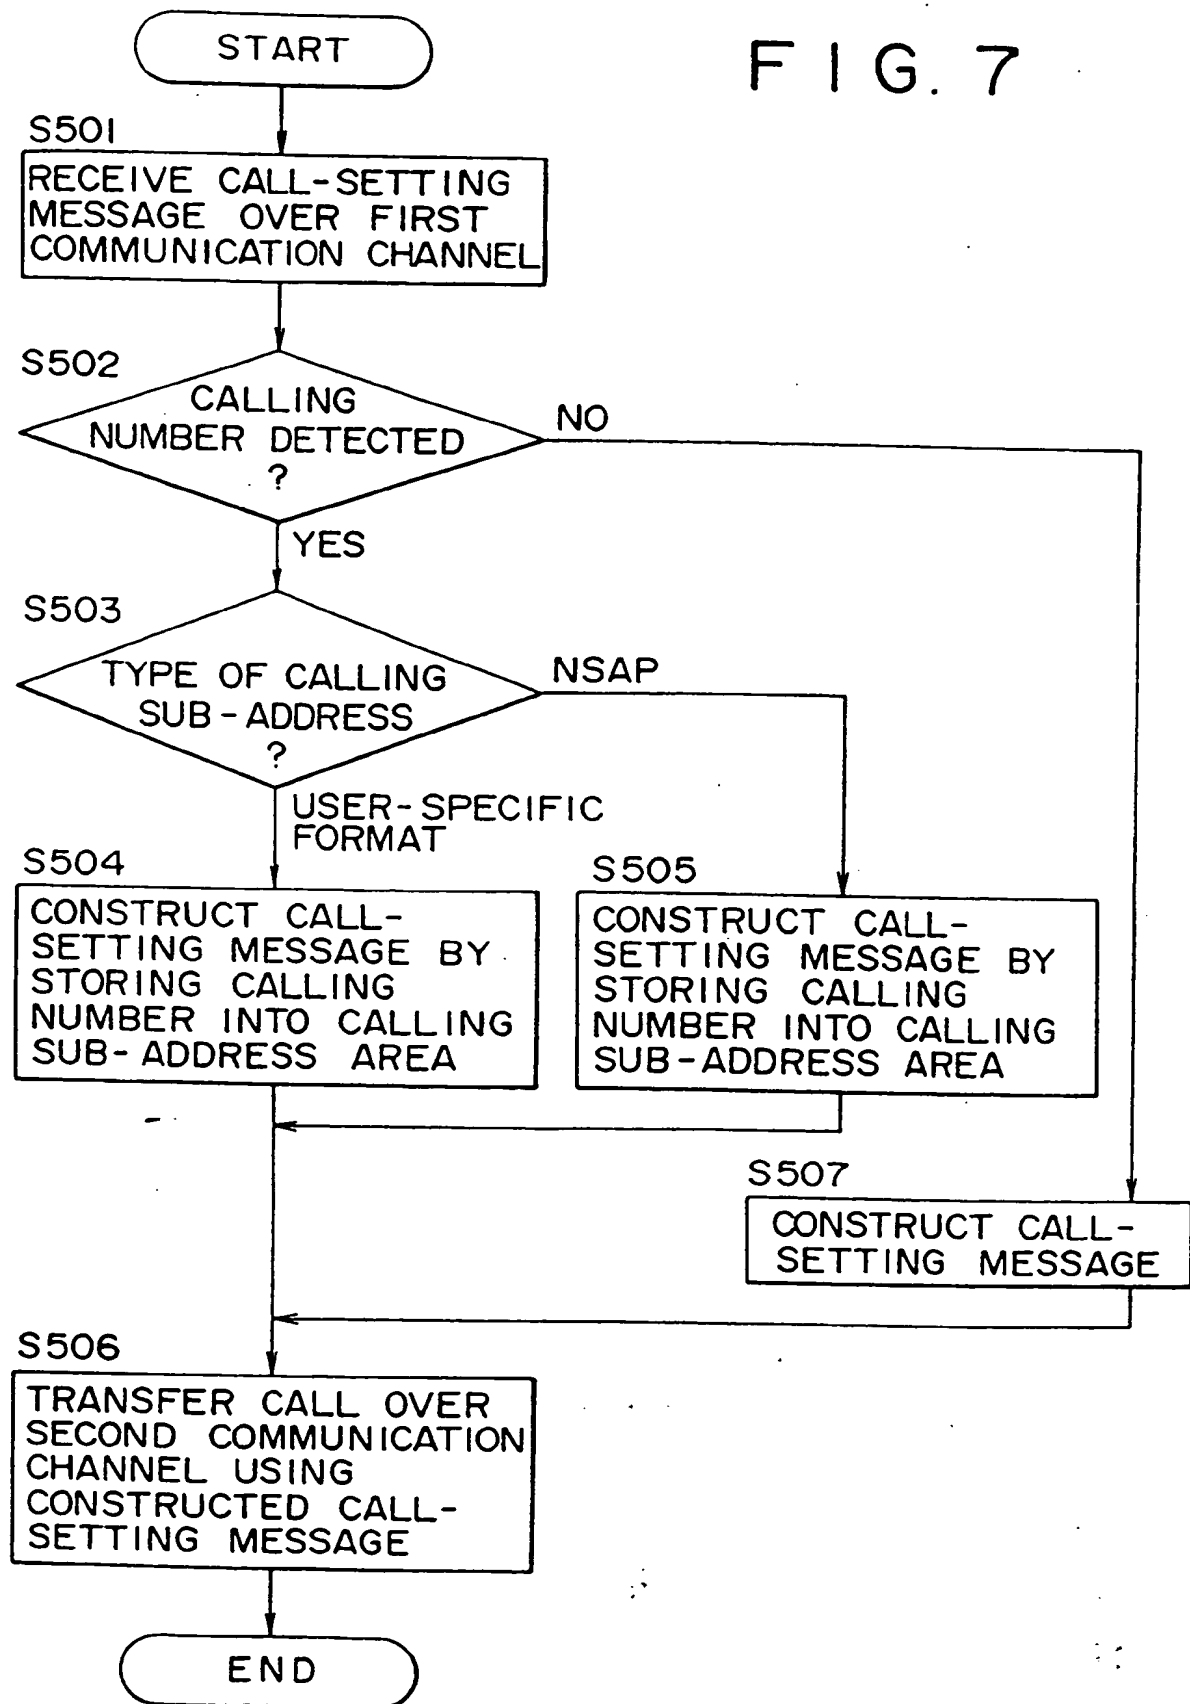 START
F I G. 7
S501
RECEIVE CALL-SETTING
MESSAGE OVER FIRST
COMMUNICATION CHANNEL
S502
CALLING
NUMBER DETECTED
?
NO
YES
S503
TYPE OF CALLING
SUB-ADDRESS
?
NSAP
USER-SPECIFIC
FORMAT
S504
CONSTRUCT CALL-
SETTING MESSAGE BY
STORING CALLING
NUMBER INTO CALLING
SUB-ADDRESS AREA
S505
CONSTRUCT CALL-
SETTING MESSAGE BY
STORING CALLING
NUMBER INTO CALLING
SUB-ADDRESS AREA
S507
CONSTRUCT CALL-
SETTING MESSAGE
S506
TRANSFER CALL OVER
SECOND COMMUNICATION
CHANNEL USING
CONSTRUCTED CALL-
SETTING MESSAGE
END